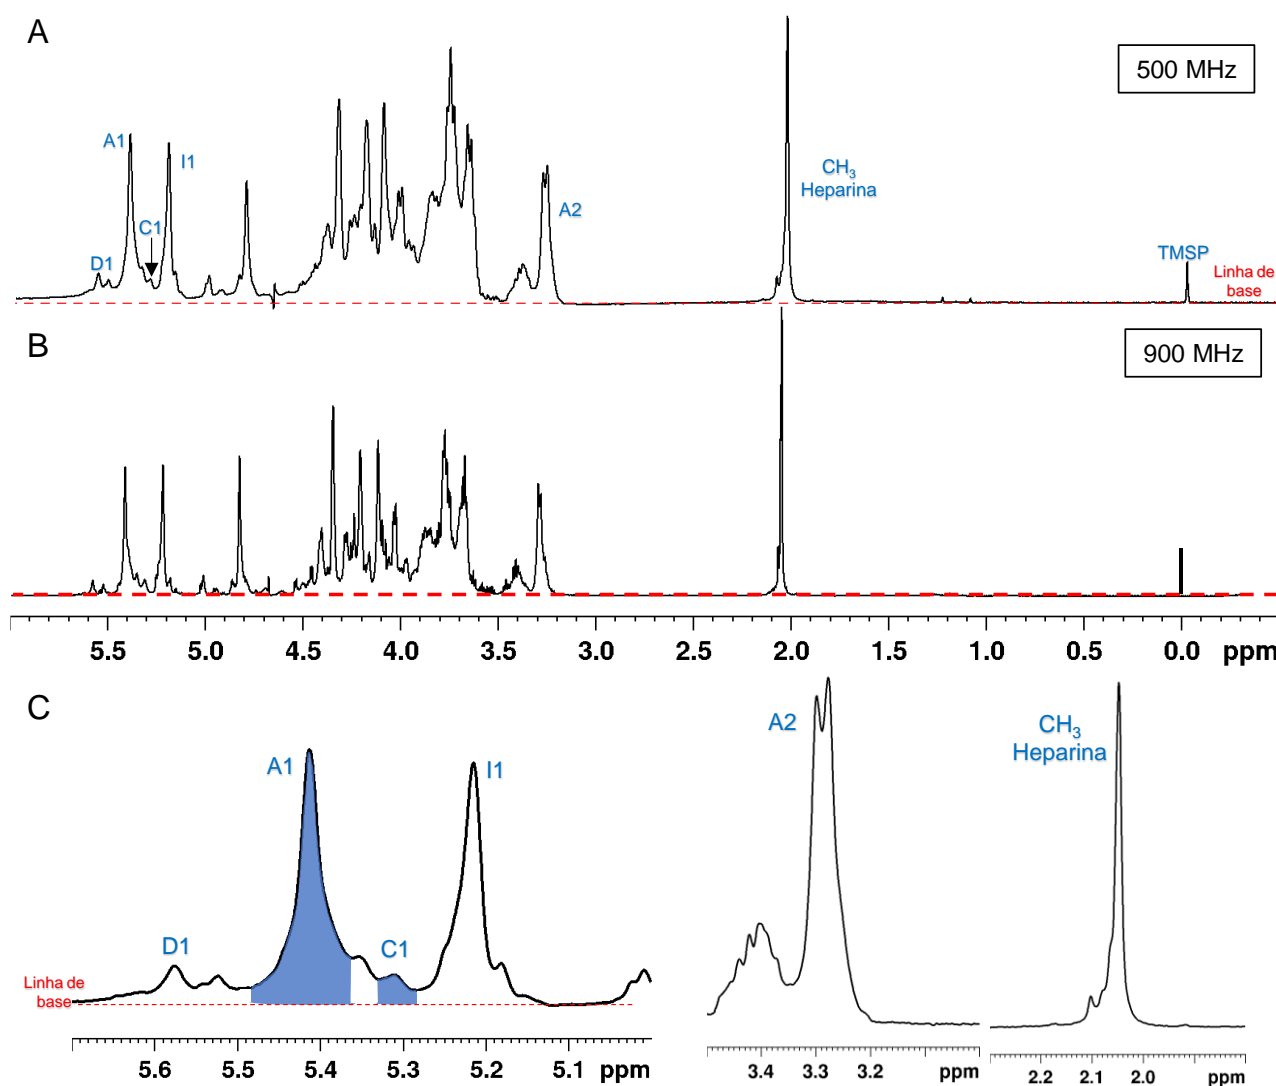 A
500 MHz
A1
I1
C1
D1
A2
CH₃
Heparina
TMSP
Linha de
base
B
900 MHz
5.5 5.0 4.5 4.0 3.5 3.0 2.5 2.0 1.5 1.0 0.5 0.0 ppm
C
A1
I1
D1
C1
Linha de
base
5.6 5.5 5.4 5.3 5.2 5.1 ppm
A2
3.4 3.3 3.2 ppm
CH₃
Heparina
2.2 2.1 2.0 ppm